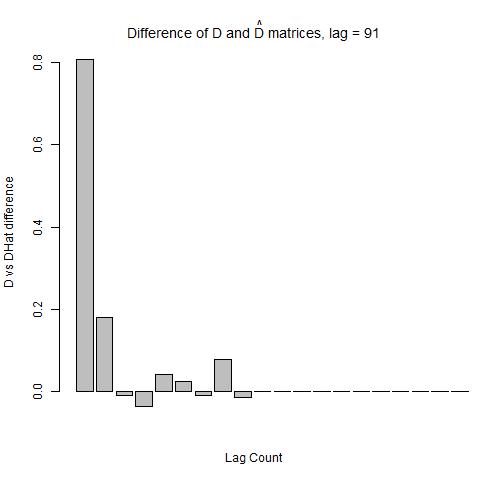 Difference of D and D̂ matrices, lag = 91
D vs DHat difference
0.8
0.6
0.4
0.2
0.0
Lag Count